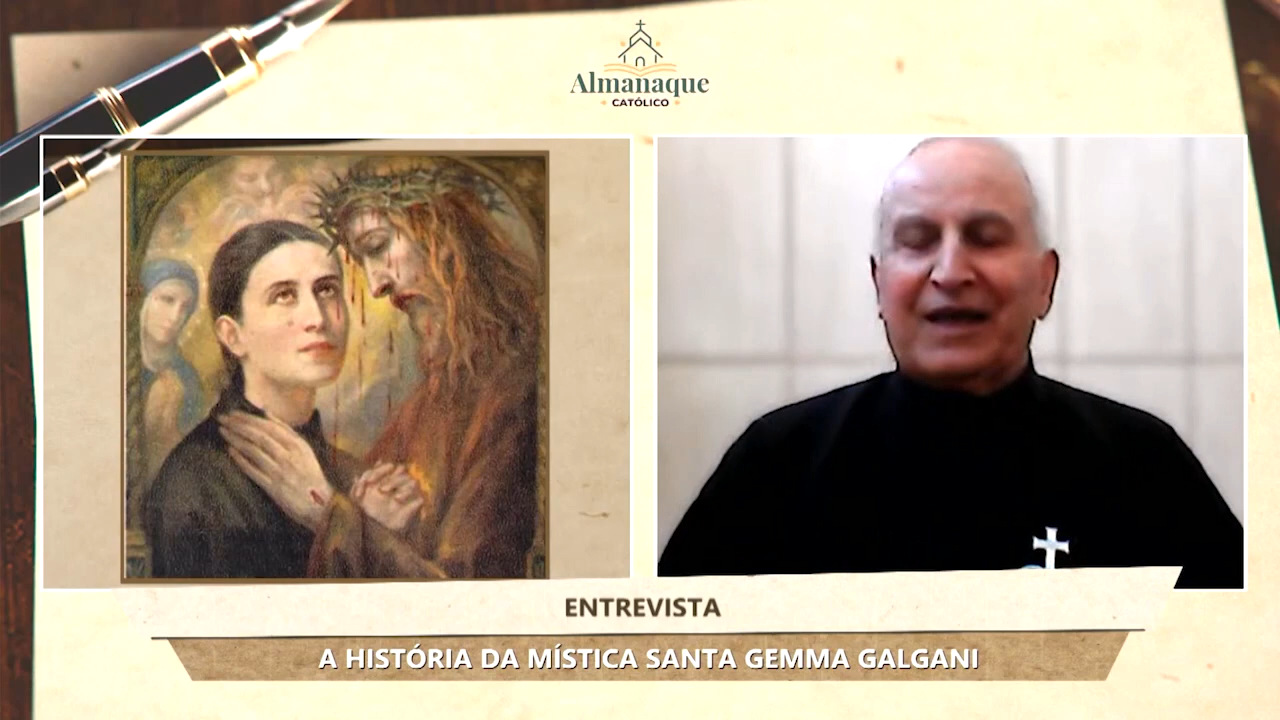 Almanaque
CATÓLICO
ENTREVISTA
A HISTÓRIA DA MÍSTICA SANTA GEMMA GALGANI